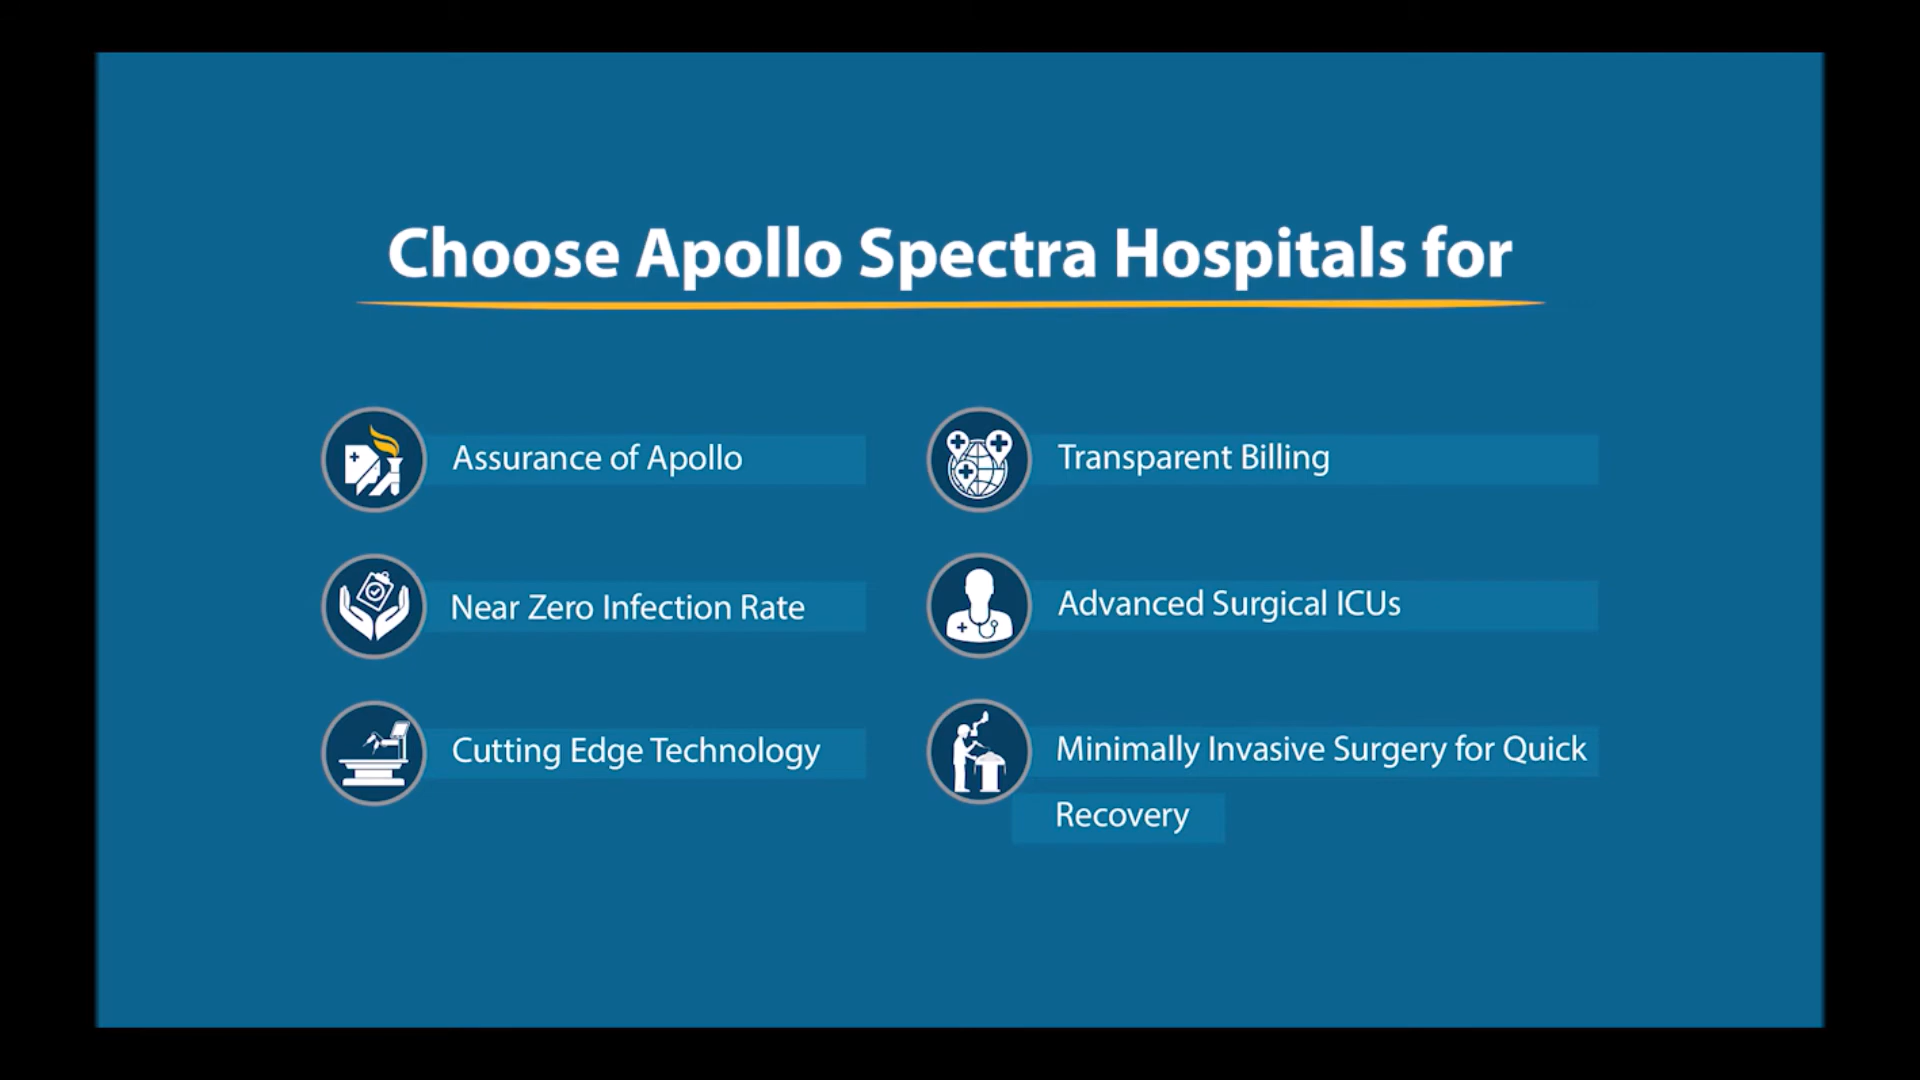 Choose Apollo Spectra Hospitals for
Assurance of Apollo
Near Zero Infection Rate
Cutting Edge Technology
Transparent Billing
Advanced Surgical ICUs
Minimally Invasive Surgery for Quick
Recovery